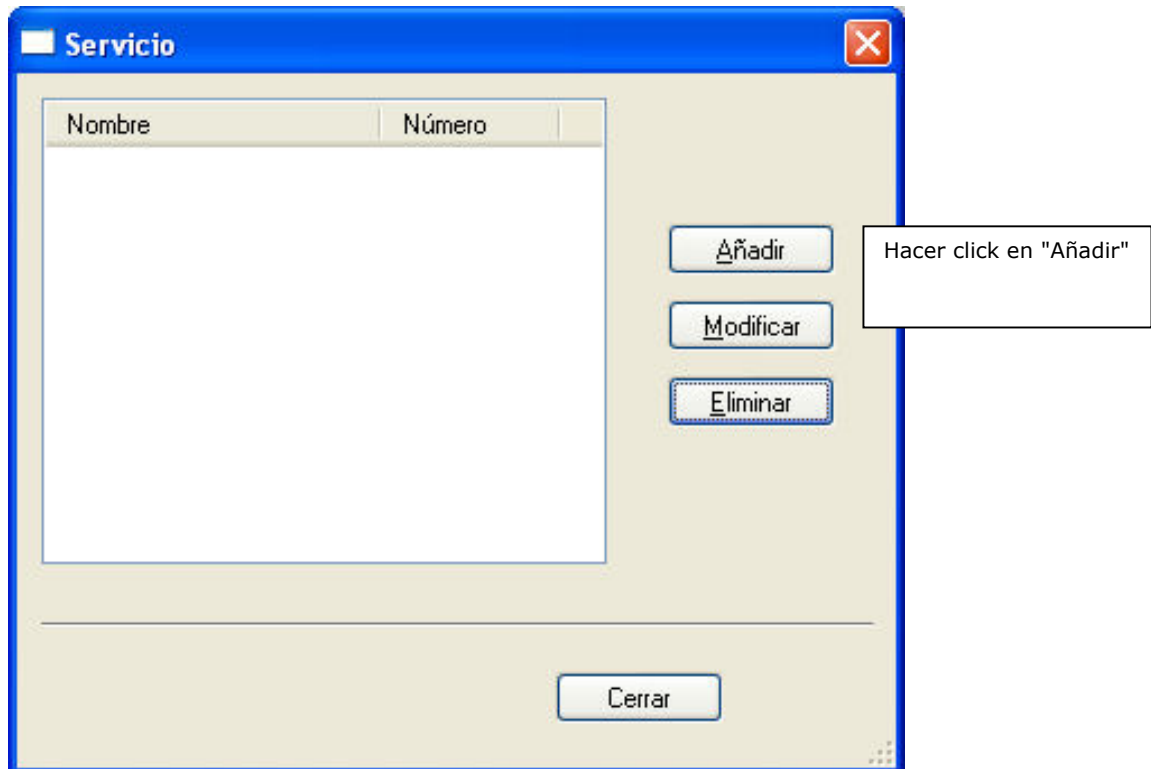 Servicio
Nombre Número
Añadir
Hacer click en "Añadir"
Modificar
Eliminar
Cerrar